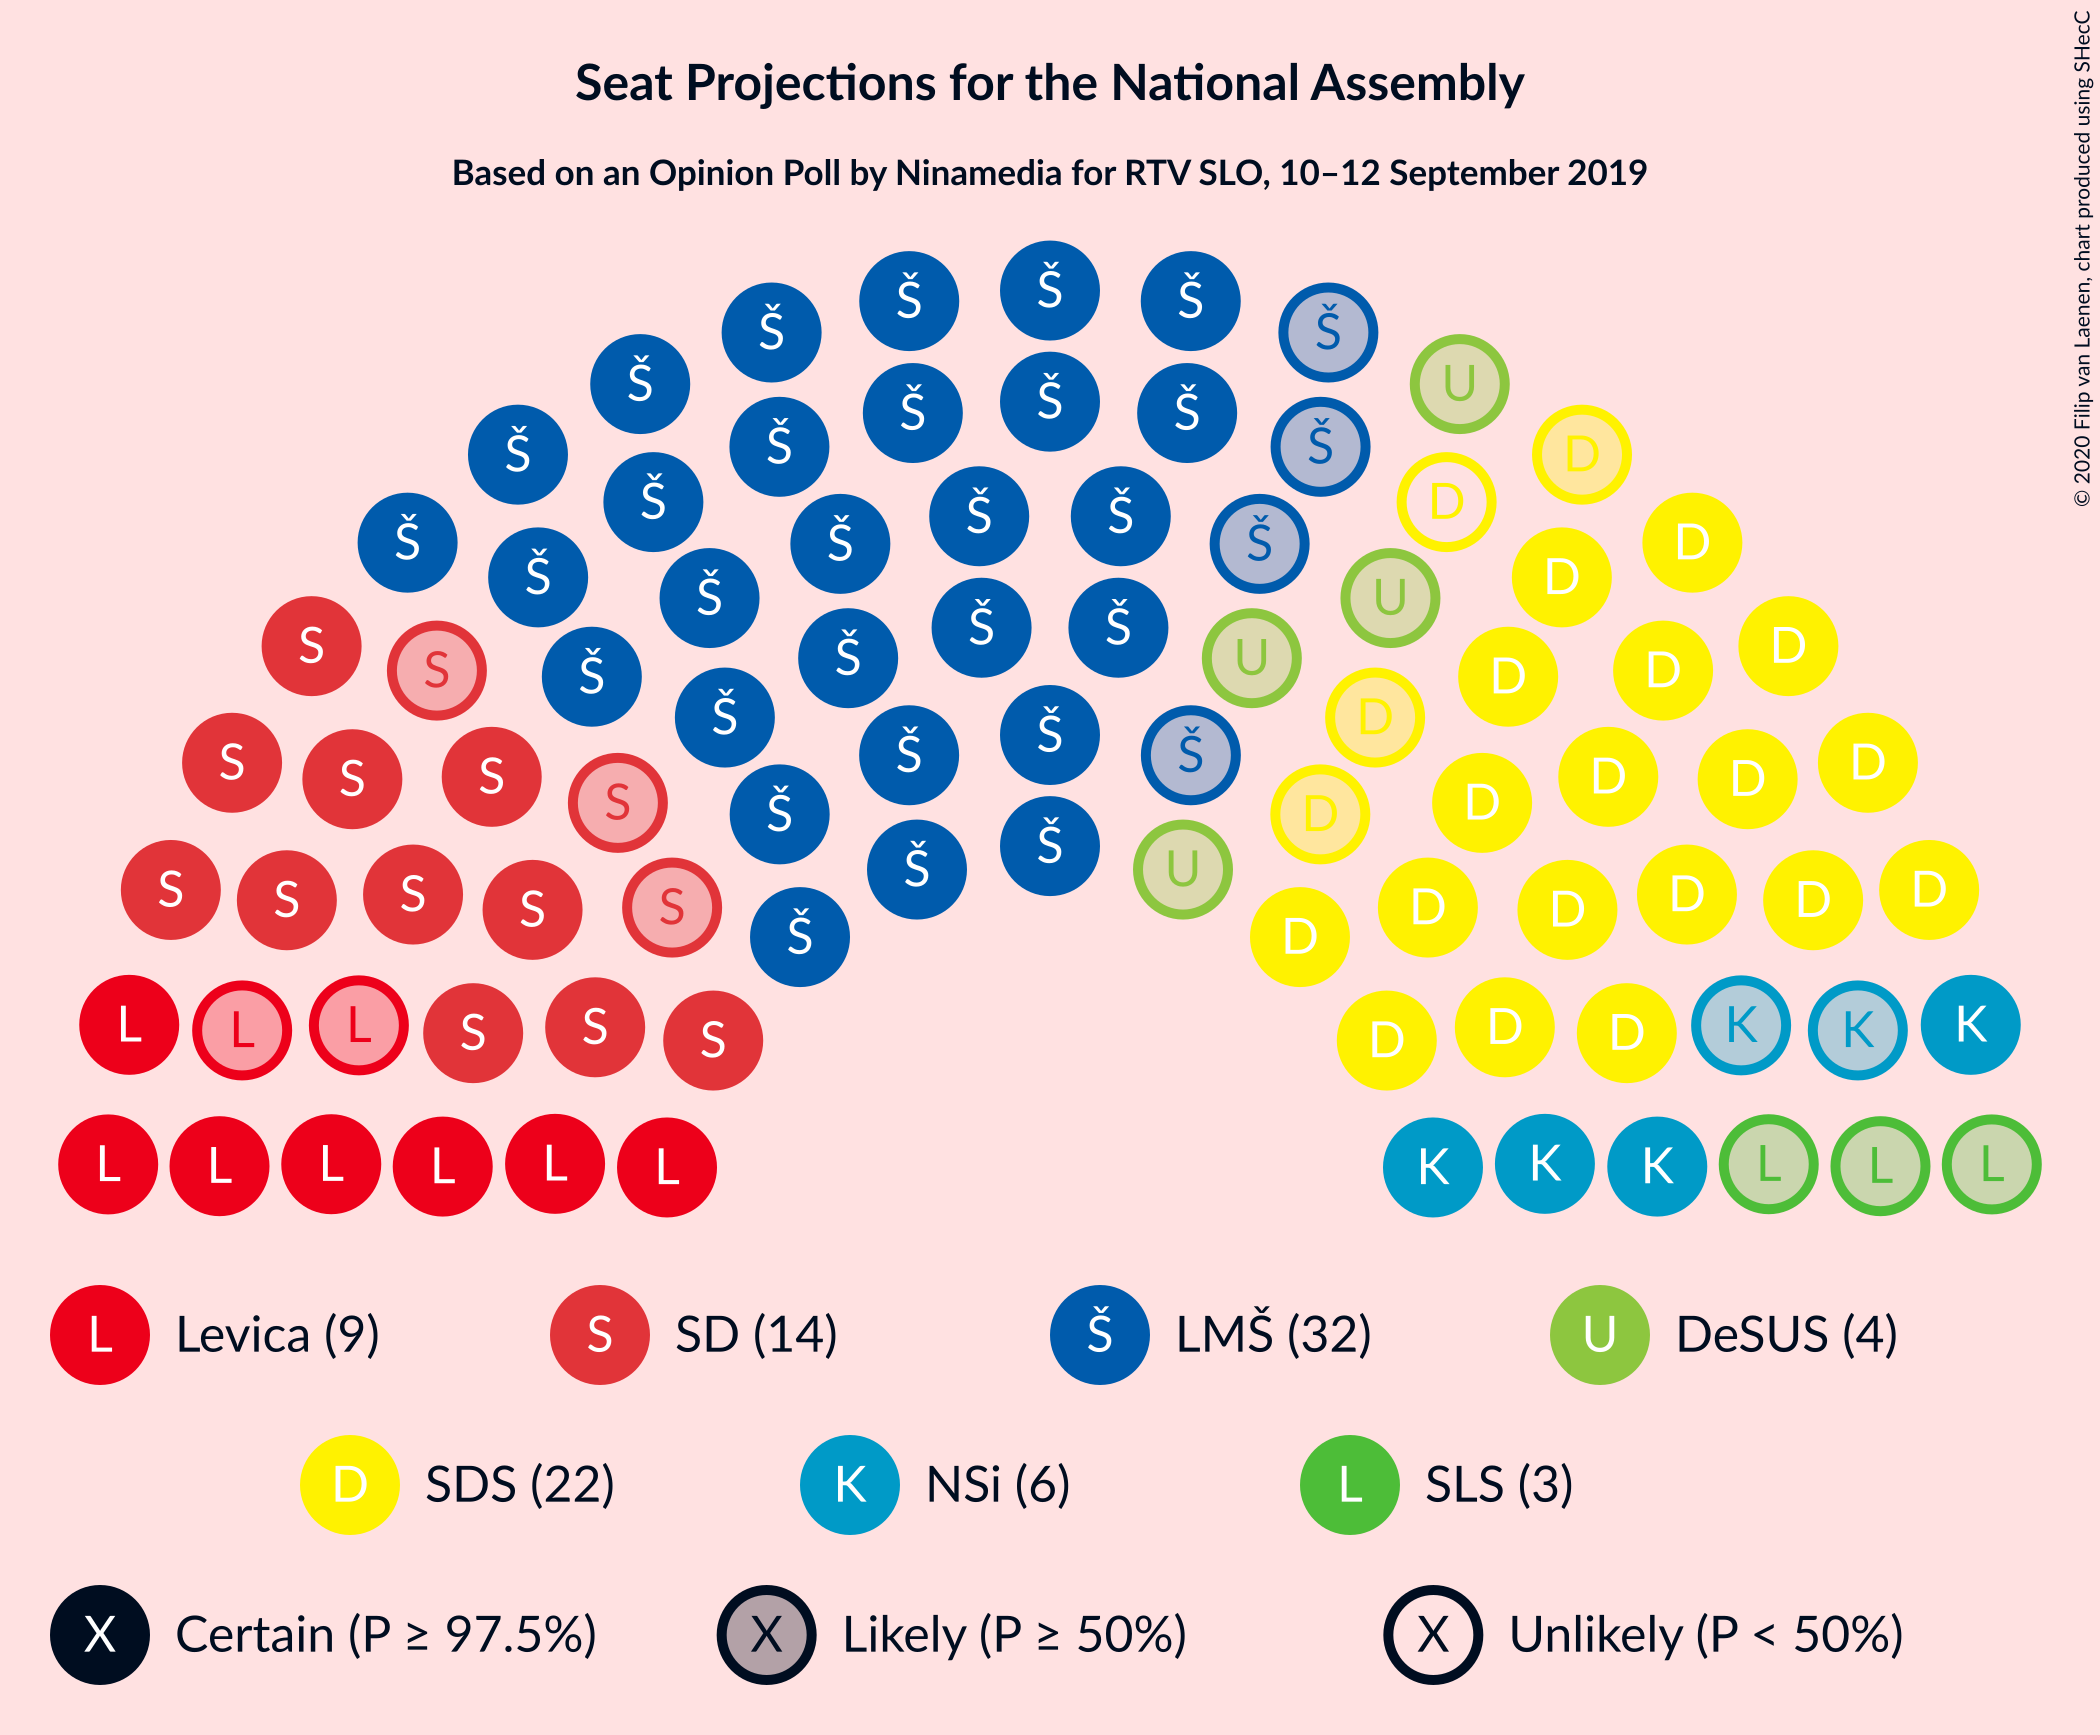 Seat Projections for the National Assembly
Based on an Opinion Poll by Ninamedia for RTV SLO, 10–12 September 2019
© 2020 Filip van Laenen, chart produced using SHecC
Š Š Š
Š Š
Š U
Š Š Š
Š Š
Š D
Š Š
Š D
Š Š
Š Š
Š D
Š D
Š U
S Š Š Š Š U D D
S Š D D
Š D
Š
S S S Š Š D D D
S D
Š D
Š
S S S S S Š U D D D D D D
Š D
L L L S S S D D D K K K
L L L L L L K K K L L L
L Levica (9) S SD (14) Š LMŠ (32) U DeSUS (4)
D SDS (22) K NSi (6) L SLS (3)
X Certain (P ≥ 97.5%) X Likely (P ≥ 50%) X Unlikely (P < 50%)